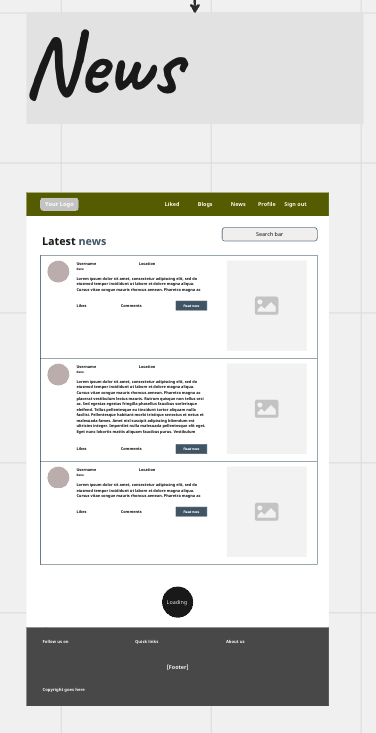 News
Your Logo
Liked Blogs News Profile Sign out
Latest news
Search bar
Username Location
Lorem ipsum dolor sit amet, consectetur adipiscing elit, sed do
eiusmod tempor incididunt ut labore et dolore magna aliqua.
Cursus vitae congue mauris rhoncus aenean. Pharetra magna ac
Likes Comments Read more
Username Location
Lorem ipsum dolor sit amet, consectetur adipiscing elit, sed do
eiusmod tempor incididunt ut labore et dolore magna aliqua.
Cursus vitae congue mauris rhoncus aenean. Pharetra magna ac
placerat vestibulum lectus mauris. Rutrum quisque non tellus orci
ac. Sed egestas egestas fringilla phasellus faucibus scelerisque
eleifend. Tellus pellentesque eu tincidunt tortor aliquam nulla
facilisi. Pellentesque habitant morbi tristique senectus et netus et
malesuada fames. Amet nisl suscipit adipiscing bibendum est
ultricies integer. Imperdiet nulla malesuada pellentesque elit eget.
Eget nunc lobortis mattis aliquam faucibus purus. Vestibulum
Likes Comments Read more
Username Location
Lorem ipsum dolor sit amet, consectetur adipiscing elit, sed do
eiusmod tempor incididunt ut labore et dolore magna aliqua.
Cursus vitae congue mauris rhoncus aenean. Pharetra magna ac
Likes Comments Read more
Loading
Follow us on Quick links About us
[Footer]
Copyright goes here